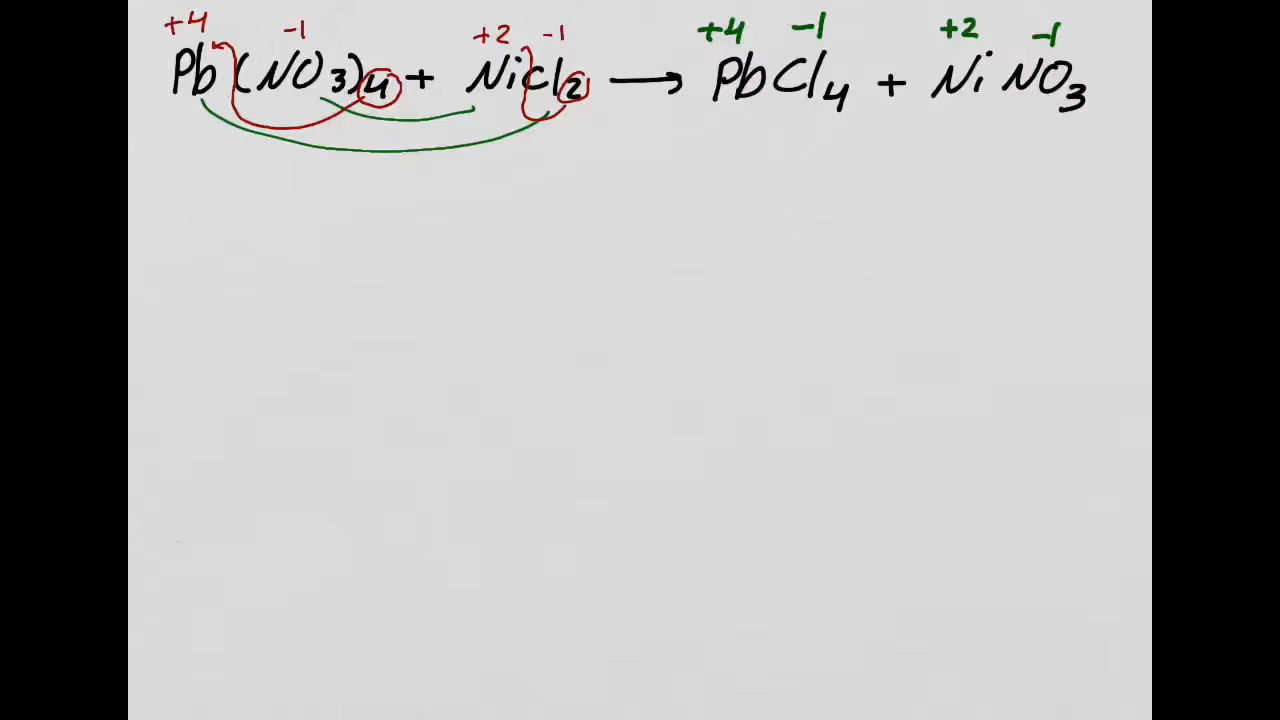 +4 -1 +2 -1 +4 -1 +2 -1
Pb(NO3)4 + NiCl2 → PbCl4 + NiNO3